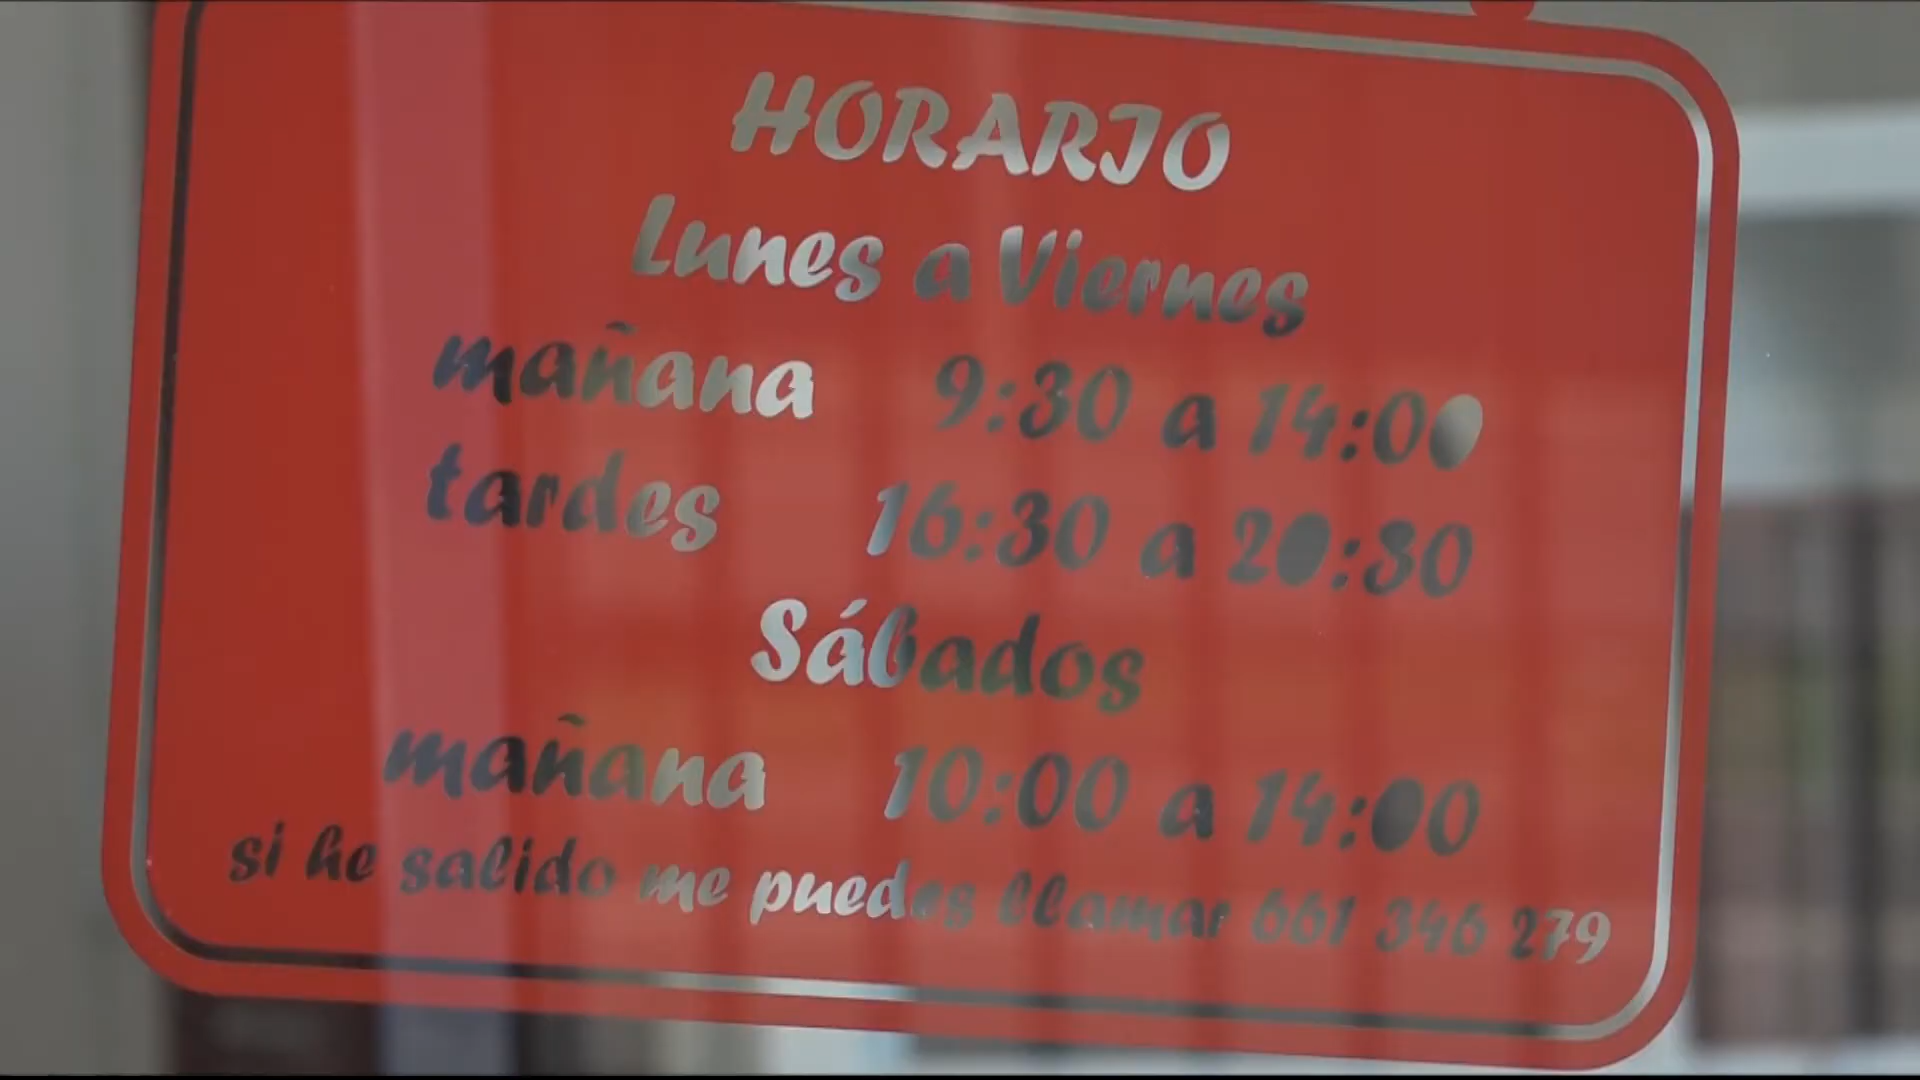 HORARIO
Lunes a Viernes
mañana 9:30 a 14:00
tardes 16:30 a 20:30
Sábados
mañana 10:00 a 14:00
si he salido me puedes llamar 661 346 279